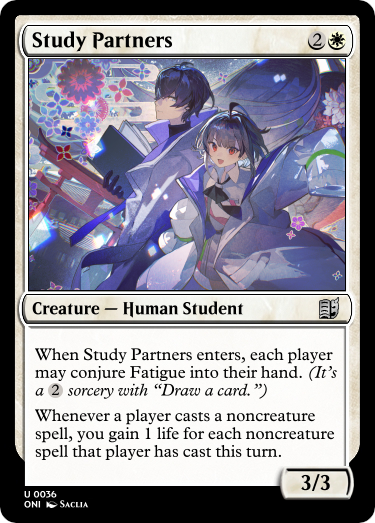 Study Partners 2
Creature — Human Student
When Study Partners enters, each player
may conjure Fatigue into their hand. (It's
a 2 sorcery with “Draw a card.”)
Whenever a player casts a noncreature
spell, you gain 1 life for each noncreature
spell that player has cast this turn.
3/3
U 0036
ONI SACLIA